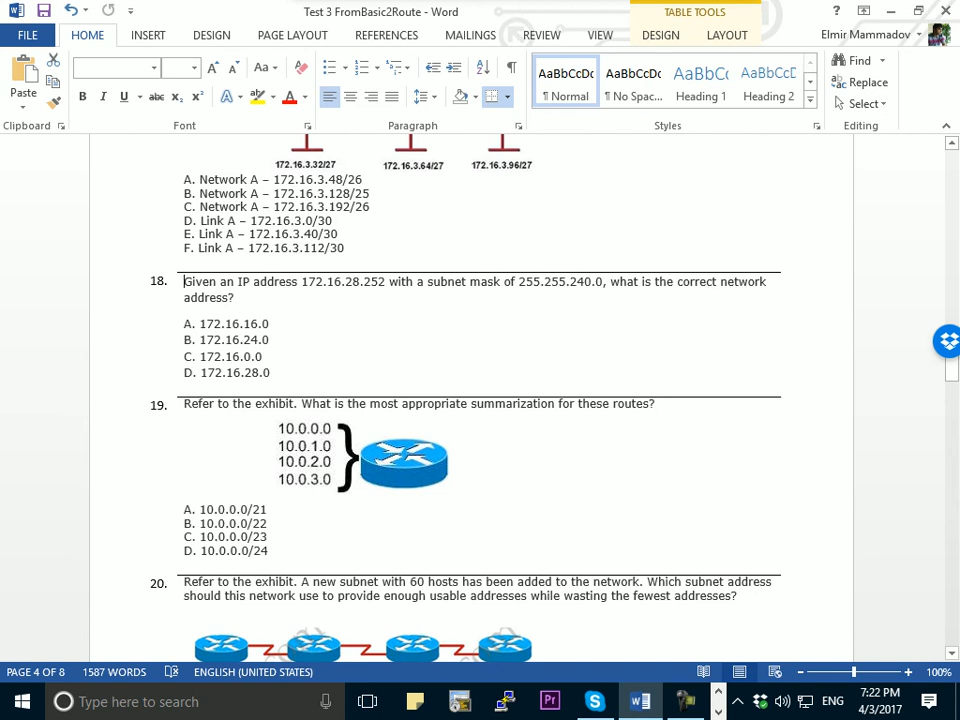 Test 3 FromBasic2Route - Word
TABLE TOOLS
FILE HOME INSERT DESIGN PAGE LAYOUT REFERENCES MAILINGS REVIEW VIEW DESIGN LAYOUT Elmir Mammadov
Paste
B I U abc X₂ X²
Aa
A
AaBbCcDc AaBbCcDc AaBbCc AaBbCcD
¶ Normal ¶ No Spac... Heading 1 Heading 2
Find
Replace
Select
Clipboard Font Paragraph Styles Editing
172.16.3.32/27 172.16.3.64/27 172.16.3.96/27
A. Network A – 172.16.3.48/26
B. Network A – 172.16.3.128/25
C. Network A – 172.16.3.192/26
D. Link A – 172.16.3.0/30
E. Link A – 172.16.3.40/30
F. Link A – 172.16.3.112/30
18. Given an IP address 172.16.28.252 with a subnet mask of 255.255.240.0, what is the correct network
address?
A. 172.16.16.0
B. 172.16.24.0
C. 172.16.0.0
D. 172.16.28.0
19. Refer to the exhibit. What is the most appropriate summarization for these routes?
10.0.0.0
10.0.1.0
10.0.2.0
10.0.3.0
A. 10.0.0.0/21
B. 10.0.0.0/22
C. 10.0.0.0/23
D. 10.0.0.0/24
20. Refer to the exhibit. A new subnet with 60 hosts has been added to the network. Which subnet address
should this network use to provide enough usable addresses while wasting the fewest addresses?
PAGE 4 OF 8 1587 WORDS ENGLISH (UNITED STATES) 100%
Type here to search
Pr
ENG
7:22 PM
4/3/2017